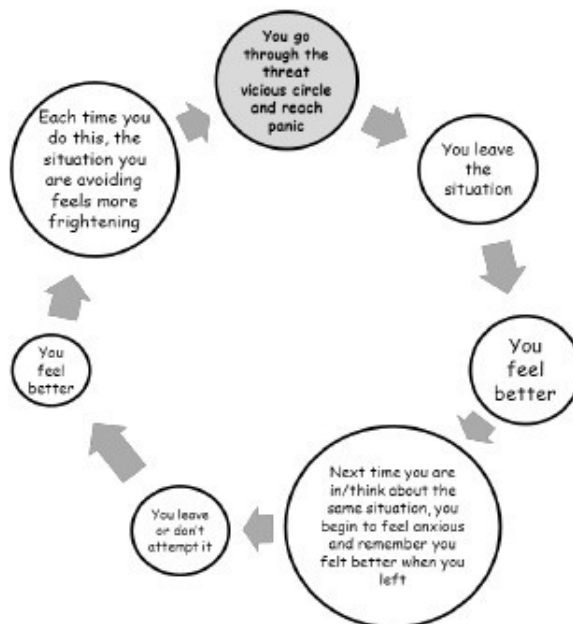 You go
through the
threat
vicious circle
and reach
panic
You leave
the
situation
You
feel
better
Next time you are
in/think about the
same situation, you
begin to feel anxious
and remember you
felt better when you
left
You leave
or don't
attempt it
You
feel
better
Each time you
do this, the
situation you
are avoiding
feels more
frightening